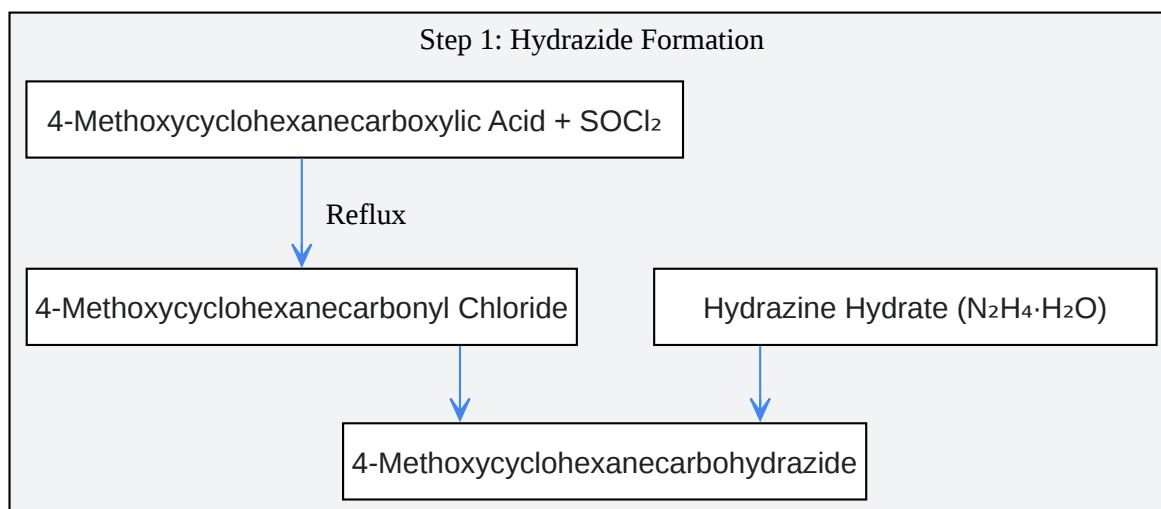 Step 1: Hydrazide Formation
4-Methoxycyclohexanecarboxylic Acid + SOCl₂
Reflux
4-Methoxycyclohexanecarbonyl Chloride
Hydrazine Hydrate (N₂H₄·H₂O)
4-Methoxycyclohexanecarbohydrazide